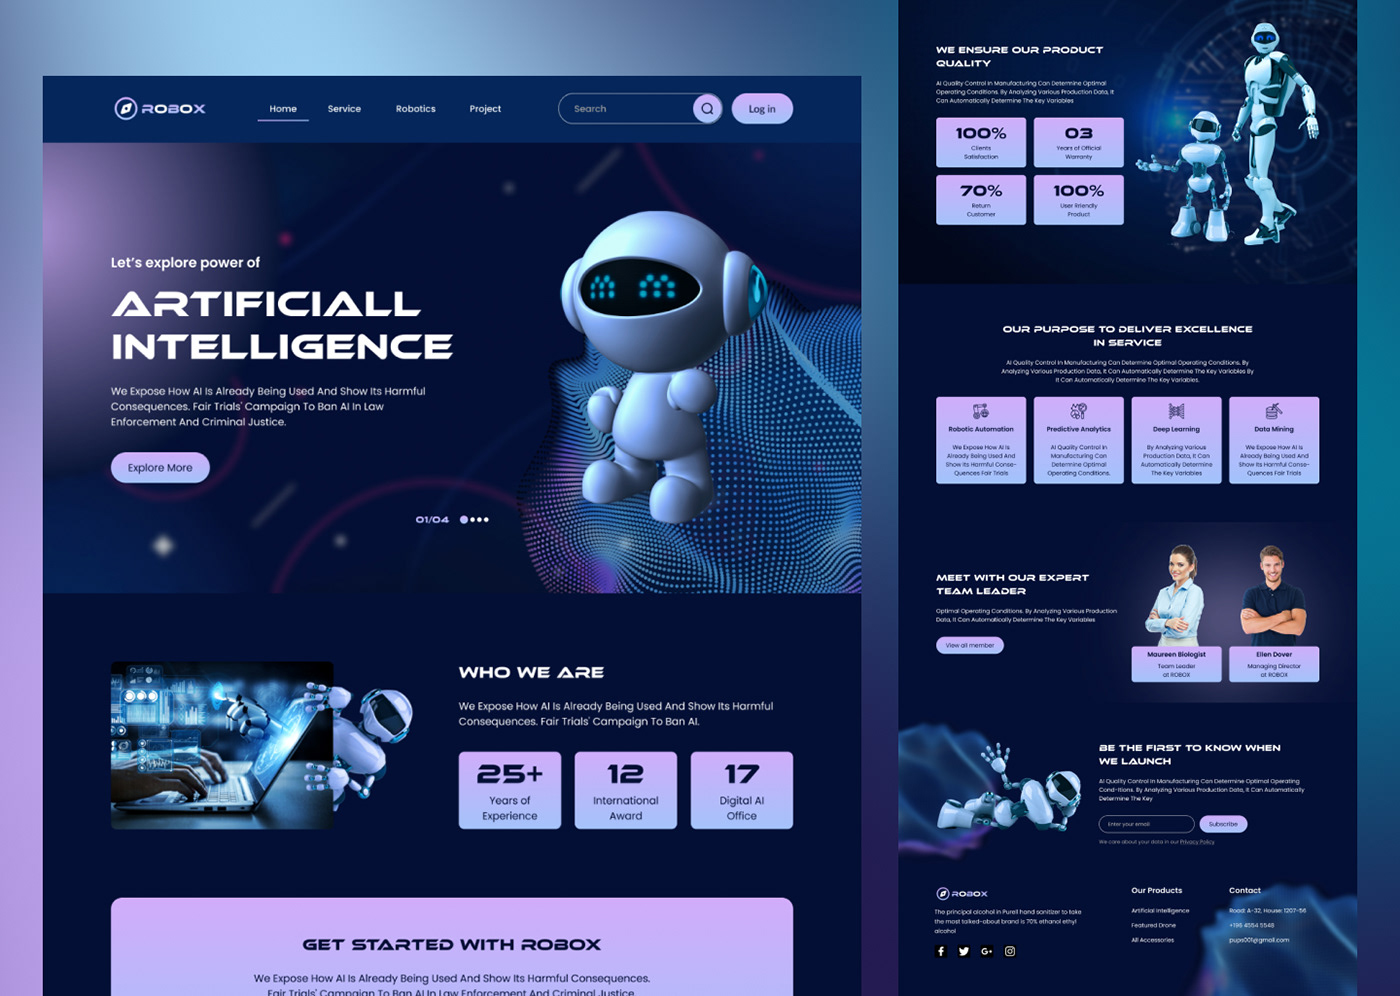 ROBOX
Home
Service
Robotics
Project
Search
Log in
Let's explore power of
ARTIFICIALL
INTELLIGENCE
We Expose How AI Is Already Being Used And Show Its Harmful
Consequences. Fair Trials' Campaign To Ban AI In Law
Enforcement And Criminal Justice.
Explore More
01/04
WHO WE ARE
We Expose How AI Is Already Being Used And Show Its Harmful
Consequences. Fair Trials' Campaign To Ban AI.
25+
Years of
Experience
12
International
Award
17
Digital AI
Office
GET STARTED WITH ROBOX
We Expose How AI Is Already Being Used And Show Its Harmful Consequences.
Fair Trials' Campaign To Ban AI In Law Enforcement And Criminal Justice
WE ENSURE OUR PRODUCT
QUALITY
AI Quality Control In Manufacturing Can Determine Optimal
Operating Conditions. By Analyzing Various Production Data, It
Can Automatically Determine The Key Variables
100%
Clients
Satisfaction
03
Years of Official
Warranty
70%
Return
Customer
100%
User Friendly
Product
OUR PURPOSE TO DELIVER EXCELLENCE
IN SERVICE
AI Quality Control In Manufacturing Can Determine Optimal Operating Conditions. By
Analyzing Various Production Data, It Can Automatically Determine The Key Variables By
It Can Automatically Determine The Key Variables.
Robotic Automation
We Expose How AI Is
Already Being Used And
Show Its Harmful Conse-
Quences Fair Trials
Predictive Analytics
AI Quality Control In
Manufacturing Can
Determine Optimal
Operating Conditions.
Deep Learning
By Analyzing Various
Production Data, It Can
Automatically Determine
The Key Variables
Data Mining
We Expose How AI Is
Already Being Used And
Show Its Harmful Conse-
Quences Fair Trials
MEET WITH OUR EXPERT
TEAM LEADER
Optimal Operating Conditions. By Analyzing Various Production
Data, It Can Automatically Determine The Key Variables
View all member
Maureen Biologist
Team Leader
at ROBOX
Ellen Dover
Managing Director
at ROBOX
BE THE FIRST TO KNOW WHEN
WE LAUNCH
AI Quality Control In Manufacturing Can Determine Optimal Operating
Cond-itions. By Analyzing Various Production Data, It Can Automatically
Determine The Key
Enter your email
Subscribe
We care about your data in our Privacy Policy
ROBOX
The principal alcohol in Purell hand sanitizer to take
the most talked-about brand is 70% ethanol ethyl
alcohol
Our Products
Artificial Intelligence
Featured Drone
All Accessories
Contact
Road: A-32, House: 1207-56
+196 4554 5548
pups001@gmail.com